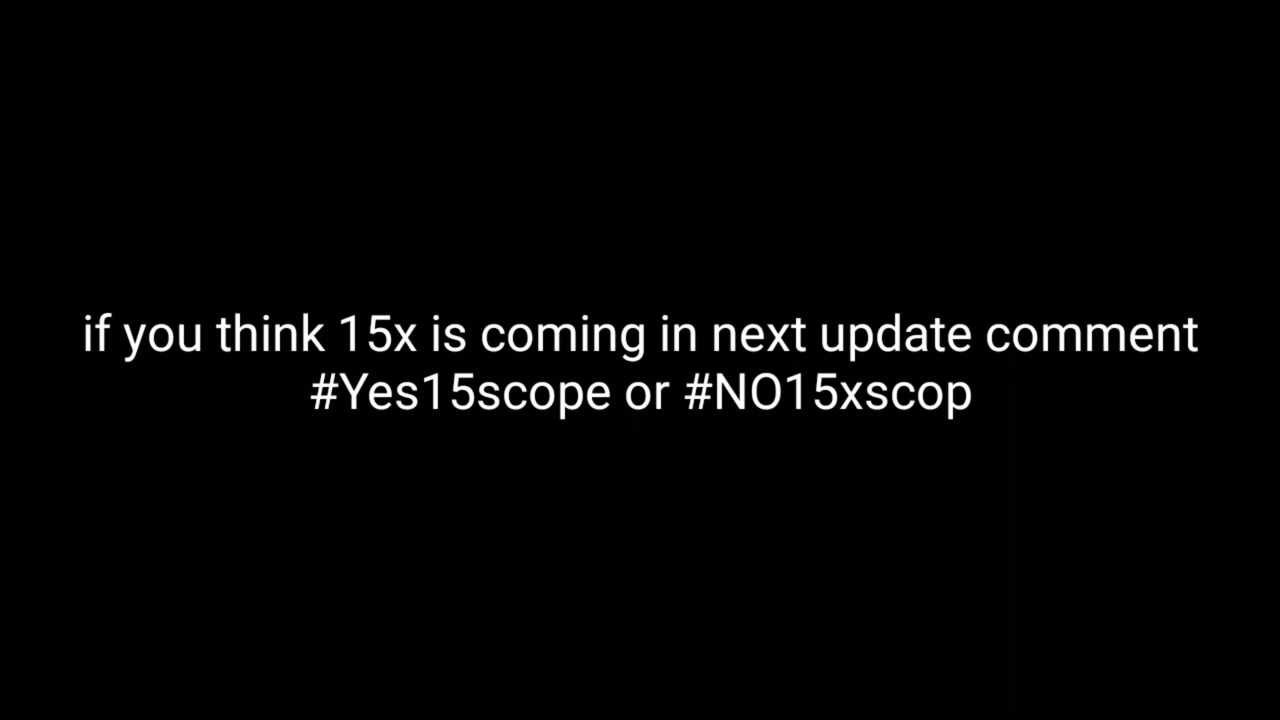 if you think 15x is coming in next update comment
#Yes15scope or #NO15xscop